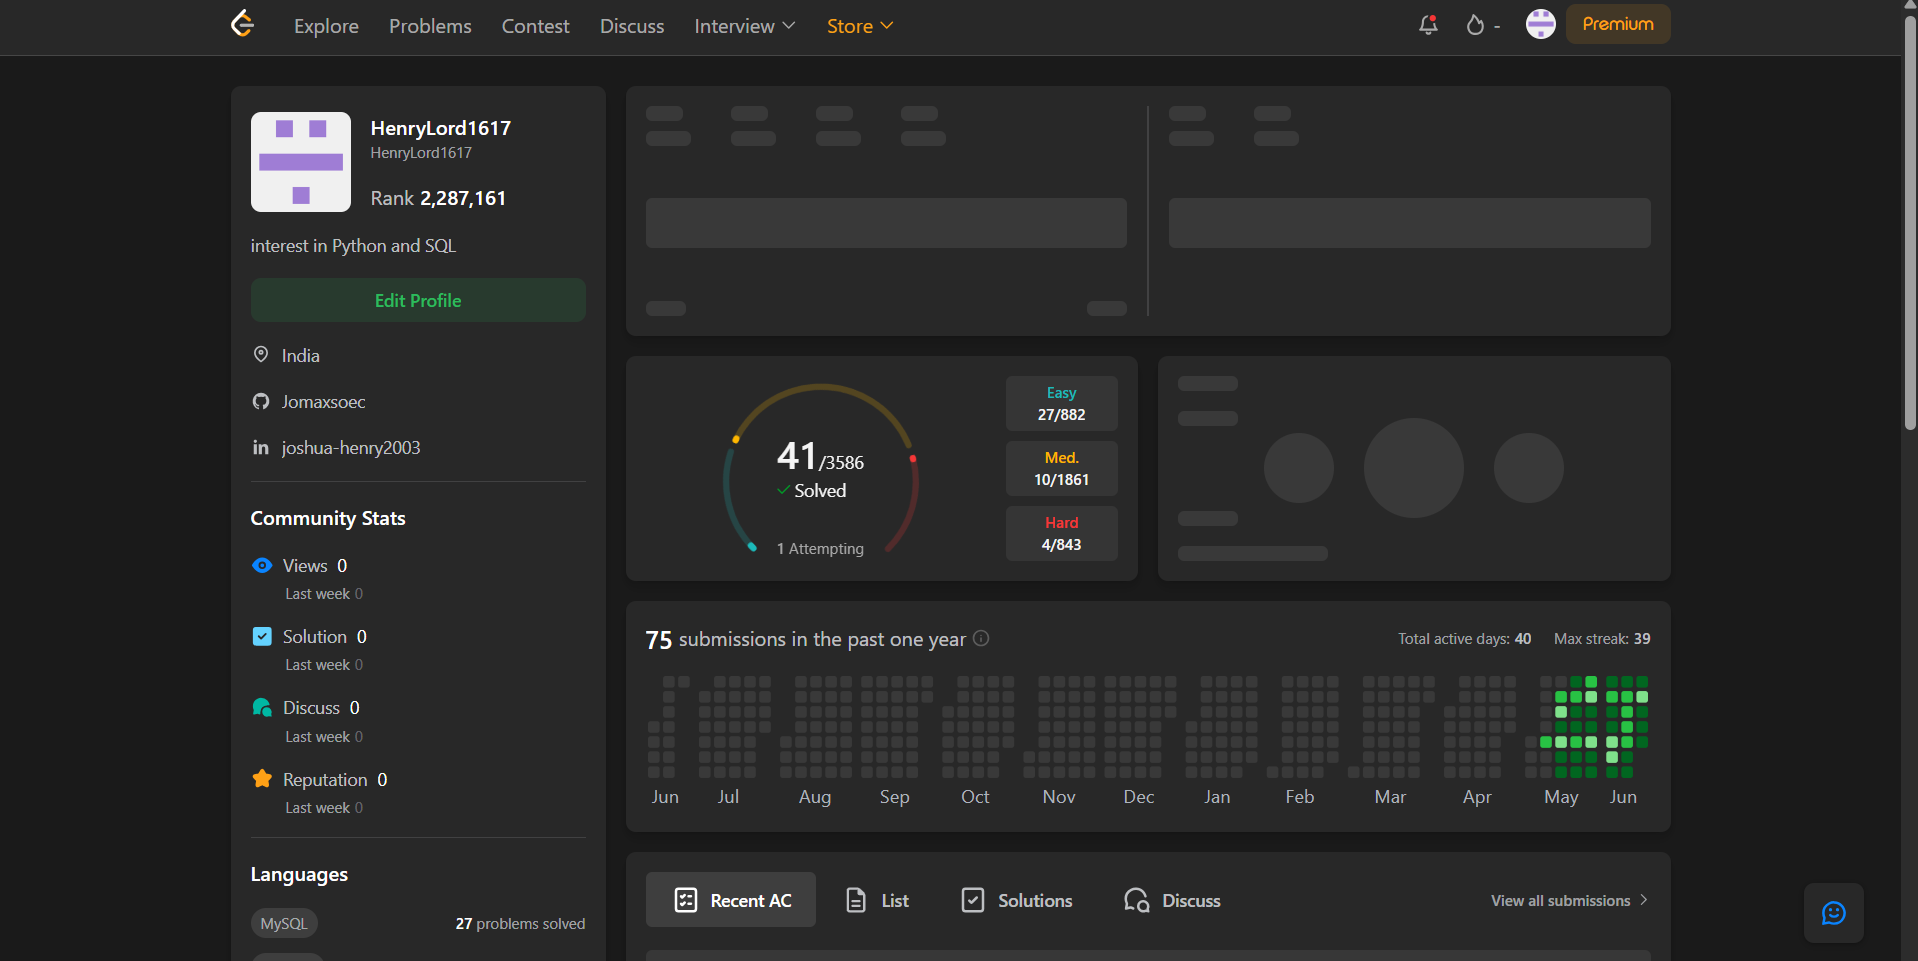 Explore Problems Contest Discuss Interview Store - Premium
HenryLord1617
HenryLord1617
Rank 2,287,161
interest in Python and SQL
Edit Profile
India
Jomaxsoec
joshua-henry2003
Community Stats
Views 0
Last week 0
Solution 0
Last week 0
Discuss 0
Last week 0
Reputation 0
Last week 0
Languages
MySQL 27 problems solved
41/3586
Solved
1 Attempting
Easy
27/882
Med.
10/1861
Hard
4/843
75 submissions in the past one year Total active days: 40 Max streak: 39
Jun Jul Aug Sep Oct Nov Dec Jan Feb Mar Apr May Jun
Recent AC List Solutions Discuss View all submissions